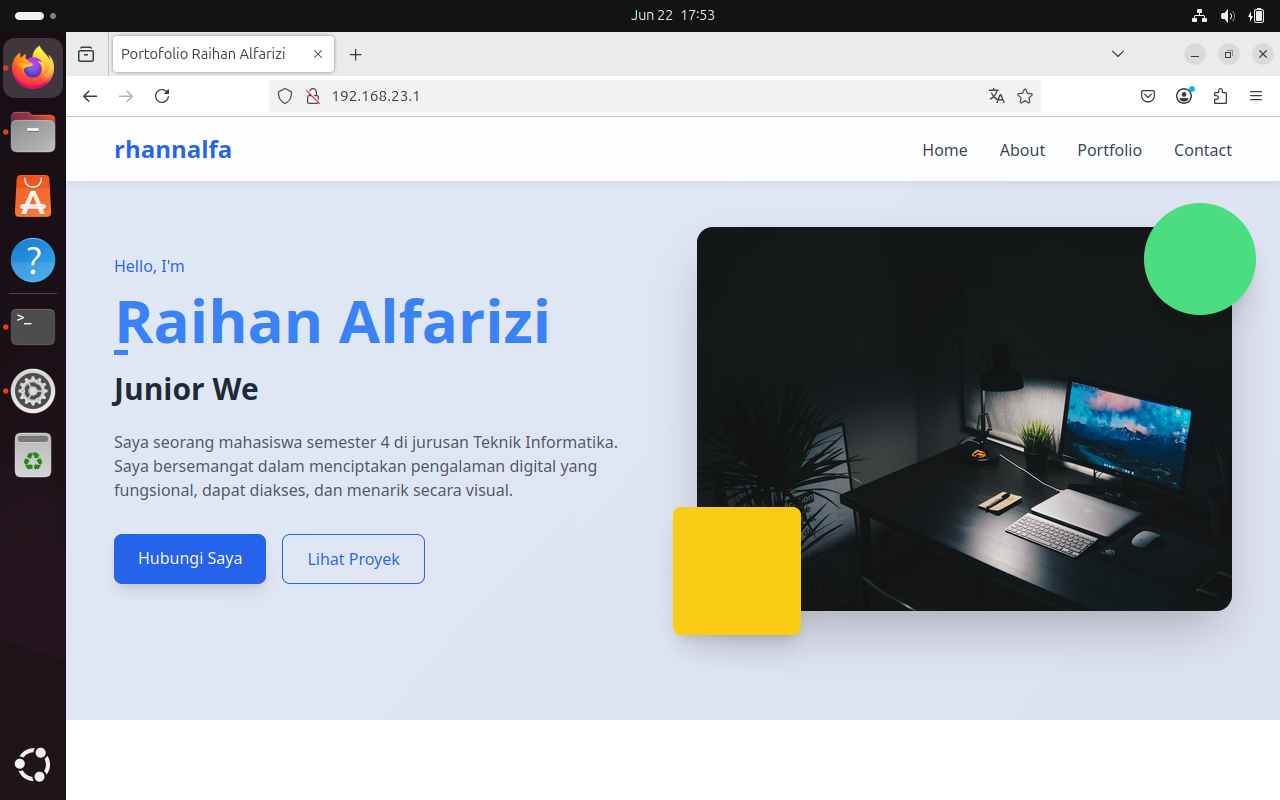 Jun 22 17:53
Portofolio Raihan Alfarizi
192.168.23.1
rhannalfa
Home About Portfolio Contact
Hello, I'm
Raihan Alfarizi
Junior We
Saya seorang mahasiswa semester 4 di jurusan Teknik Informatika.
Saya bersemangat dalam menciptakan pengalaman digital yang
fungsional, dapat diakses, dan menarik secara visual.
Hubungi Saya Lihat Proyek